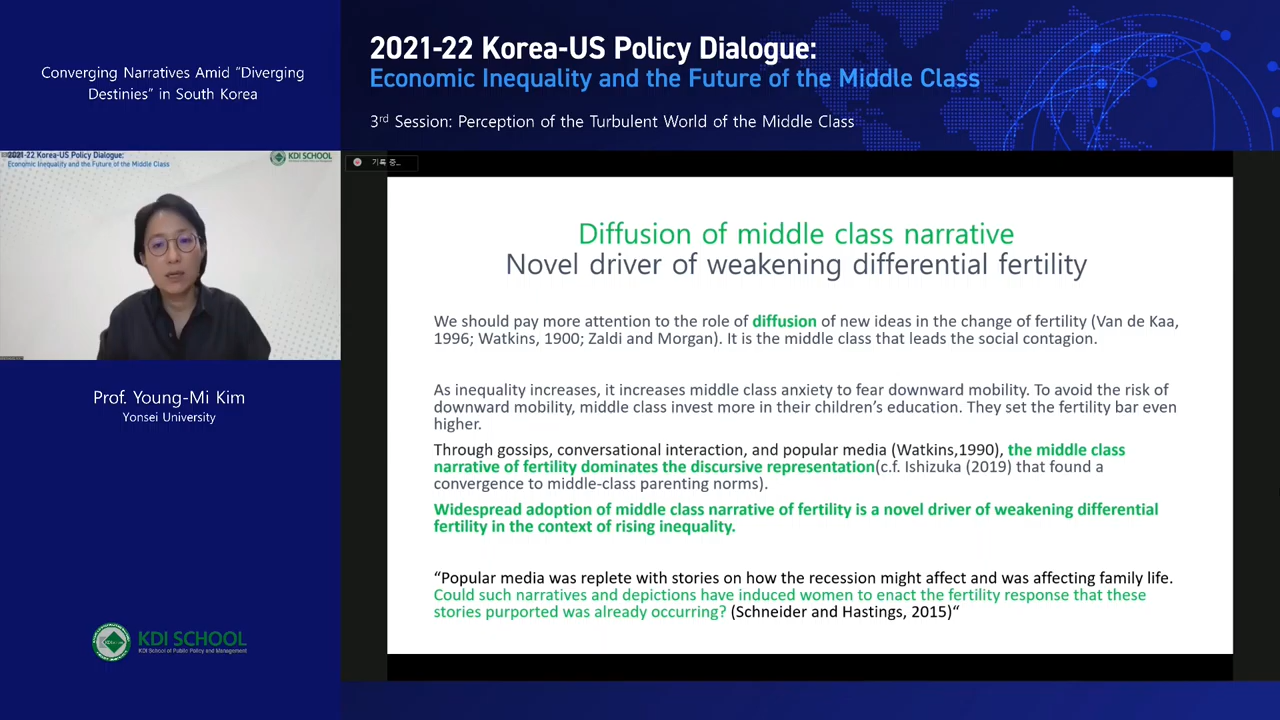 Converging Narratives Amid “Diverging
Destinies” in South Korea
2021-22 Korea-US Policy Dialogue:
Economic Inequality and the Future of the Middle Class
3rd Session: Perception of the Turbulent World of the Middle Class
2021-22 Korea-US Policy Dialogue:
Economic Inequality and the Future of the Middle Class
KDI SCHOOL
기록 중...
Prof. Young-Mi Kim
Yonsei University
KDI SCHOOL
KDI School of Public Policy and Management
Diffusion of middle class narrative
Novel driver of weakening differential fertility
We should pay more attention to the role of diffusion of new ideas in the change of fertility (Van de Kaa,
1996; Watkins, 1900; Zaldi and Morgan). It is the middle class that leads the social contagion.
As inequality increases, it increases middle class anxiety to fear downward mobility. To avoid the risk of
downward mobility, middle class invest more in their children’s education. They set the fertility bar even
higher.
Through gossips, conversational interaction, and popular media (Watkins,1990), the middle class
narrative of fertility dominates the discursive representation(c.f. Ishizuka (2019) that found a
convergence to middle-class parenting norms).
Widespread adoption of middle class narrative of fertility is a novel driver of weakening differential
fertility in the context of rising inequality.
“Popular media was replete with stories on how the recession might affect and was affecting family life.
Could such narratives and depictions have induced women to enact the fertility response that these
stories purported was already occurring? (Schneider and Hastings, 2015)“